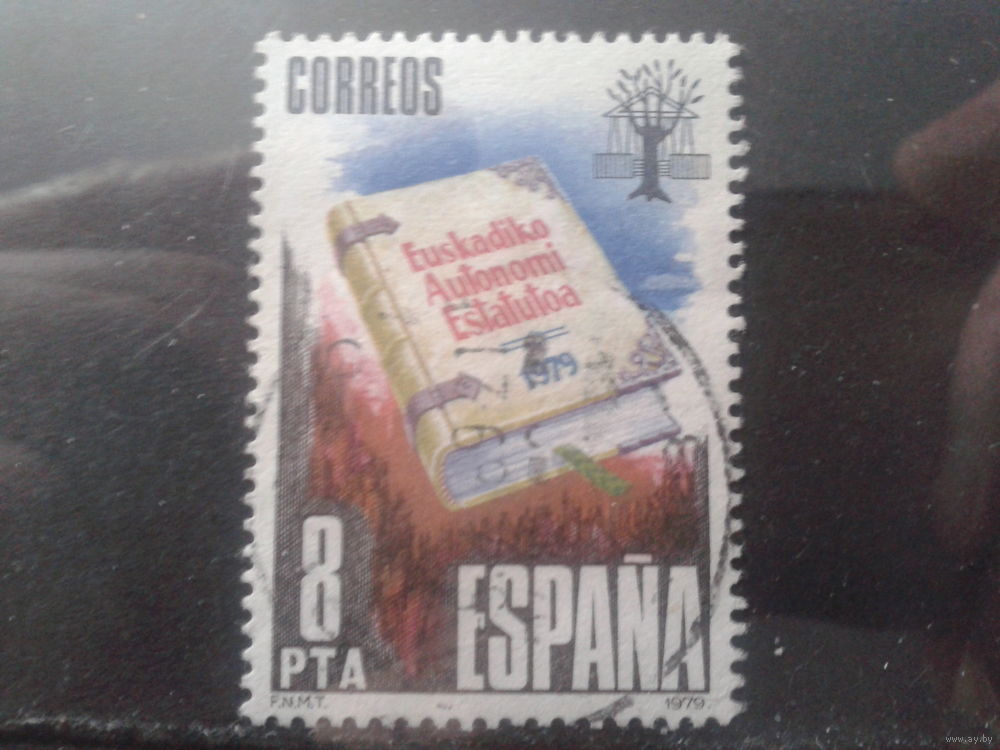 CORREOS
Euskadiko
Autonomi
Estatutoa
1979
8
PTA
ESPAÑA
F.N.M.T.
1979.
www.ay.by